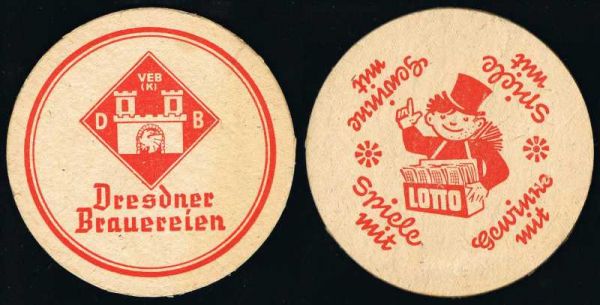 VEB
(K)
D B
Dresdner
Brauereien
Gewinne
mit
Spiele
mit
LOTTO
Spiele
mit
Gewinne
mit